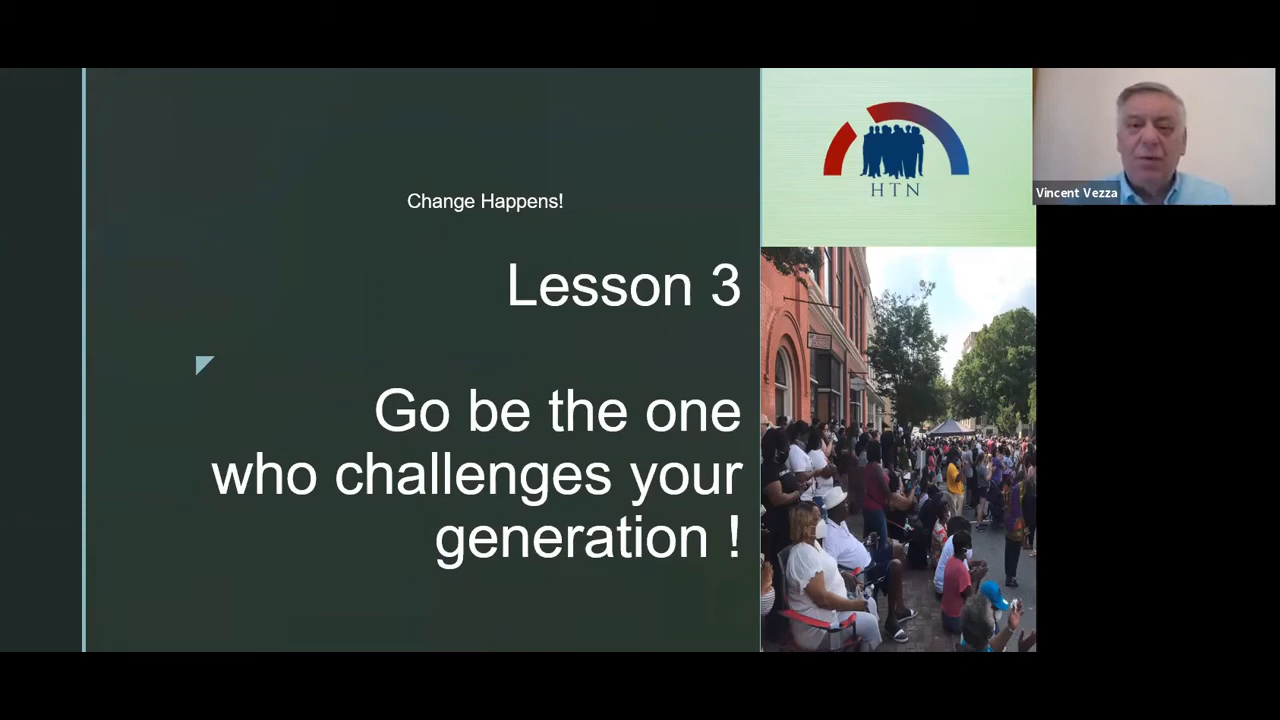 Change Happens!
Lesson 3
Go be the one
who challenges your
generation !
HTN
Vincent Vezza